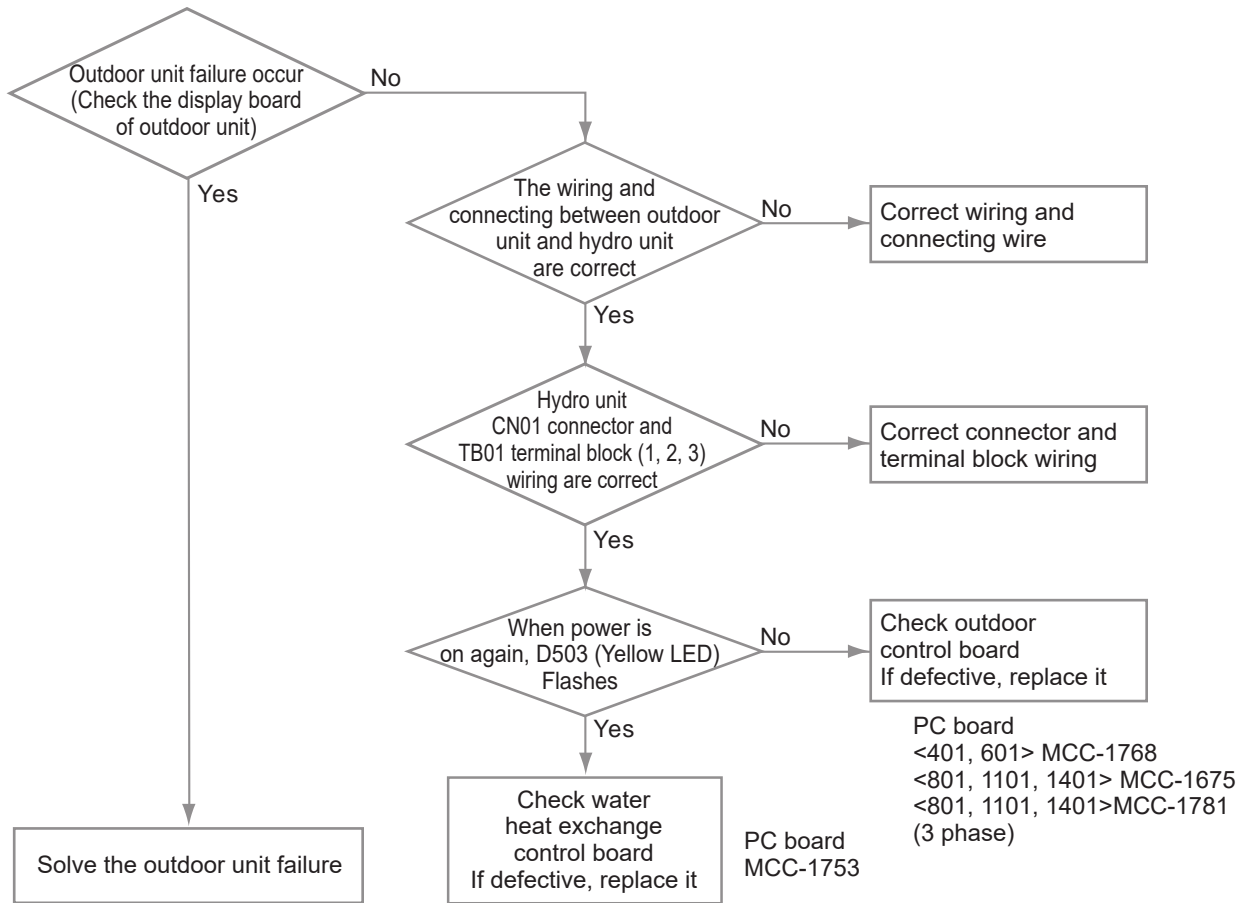 Outdoor unit failure occur
(Check the display board
of outdoor unit)
No
Yes
The wiring and
connecting between outdoor
unit and hydro unit
are correct
No
Correct wiring and
connecting wire
Yes
Hydro unit
CN01 connector and
TB01 terminal block (1, 2, 3)
wiring are correct
No
Correct connector and
terminal block wiring
Yes
When power is
on again, D503 (Yellow LED)
Flashes
No
Check outdoor
control board
If defective, replace it
PC board
<401, 601> MCC-1768
<801, 1101, 1401> MCC-1675
<801, 1101, 1401>MCC-1781
(3 phase)
Yes
Check water
heat exchange
control board
If defective, replace it
PC board
MCC-1753
Solve the outdoor unit failure